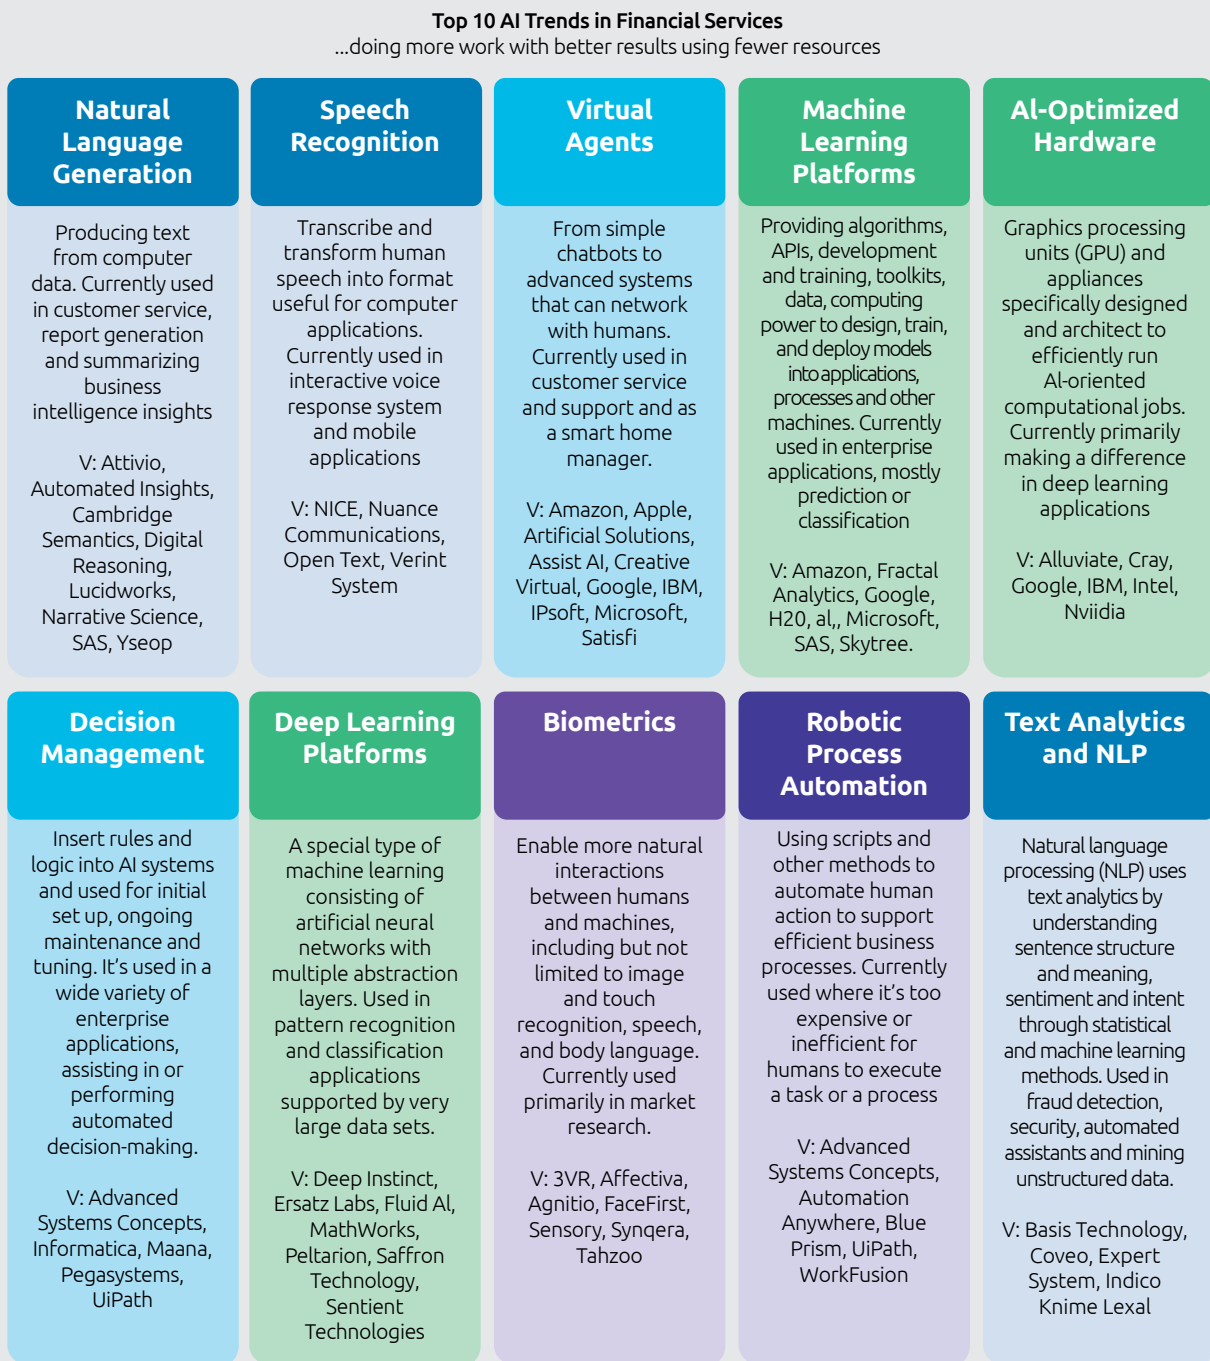 Top 10 AI Trends in Financial Services
...doing more work with better results using fewer resources
Natural
Language
Generation
Producing text
from computer
data. Currently used
in customer service,
report generation
and summarizing
business
intelligence insights
V: Attivio,
Automated Insights,
Cambridge
Semantics, Digital
Reasoning,
Lucidworks,
Narrative Science,
SAS, Yseop
Speech
Recognition
Transcribe and
transform human
speech into format
useful for computer
applications.
Currently used in
interactive voice
response system
and mobile
applications
V: NICE, Nuance
Communications,
Open Text, Verint
System
Virtual
Agents
From simple
chatbots to
advanced systems
that can network
with humans.
Currently used in
customer service
and support and as
a smart home
manager.
V: Amazon, Apple,
Artificial Solutions,
Assist AI, Creative
Virtual, Google, IBM,
IPsoft, Microsoft,
Satisfi
Machine
Learning
Platforms
Providing algorithms,
APIs, development
and training, toolkits,
data, computing
power to design, train,
and deploy models
into applications,
processes and other
machines. Currently
used in enterprise
applications, mostly
prediction or
classification
V: Amazon, Fractal
Analytics, Google,
H20, al,, Microsoft,
SAS, Skytree.
Al-Optimized
Hardware
Graphics processing
units (GPU) and
appliances
specifically designed
and architect to
efficiently run
Al-oriented
computational jobs.
Currently primarily
making a difference
in deep learning
applications
V: Alluviate, Cray,
Google, IBM, Intel,
Nviidia
Decision
Management
Insert rules and
logic into AI systems
and used for initial
set up, ongoing
maintenance and
tuning. It's used in a
wide variety of
enterprise
applications,
assisting in or
performing
automated
decision-making.
V: Advanced
Systems Concepts,
Informatica, Maana,
Pegasystems,
UiPath
Deep Learning
Platforms
A special type of
machine learning
consisting of
artificial neural
networks with
multiple abstraction
layers. Used in
pattern recognition
and classification
applications
supported by very
large data sets.
V: Deep Instinct,
Ersatz Labs, Fluid Al,
MathWorks,
Peltarion, Saffron
Technology,
Sentient
Technologies
Biometrics
Enable more natural
interactions
between humans
and machines,
including but not
limited to image
and touch
recognition, speech,
and body language.
Currently used
primarily in market
research.
V: 3VR, Affectiva,
Agnitio, FaceFirst,
Sensory, Synqera,
Tahzoo
Robotic
Process
Automation
Using scripts and
other methods to
automate human
action to support
efficient business
processes. Currently
used where it's too
expensive or
inefficient for
humans to execute
a task or a process
V: Advanced
Systems Concepts,
Automation
Anywhere, Blue
Prism, UiPath,
WorkFusion
Text Analytics
and NLP
Natural language
processing (NLP) uses
text analytics by
understanding
sentence structure
and meaning,
sentiment and intent
through statistical
and machine learning
methods. Used in
fraud detection,
security, automated
assistants and mining
unstructured data.
V: Basis Technology,
Coveo, Expert
System, Indico
Knime Lexal